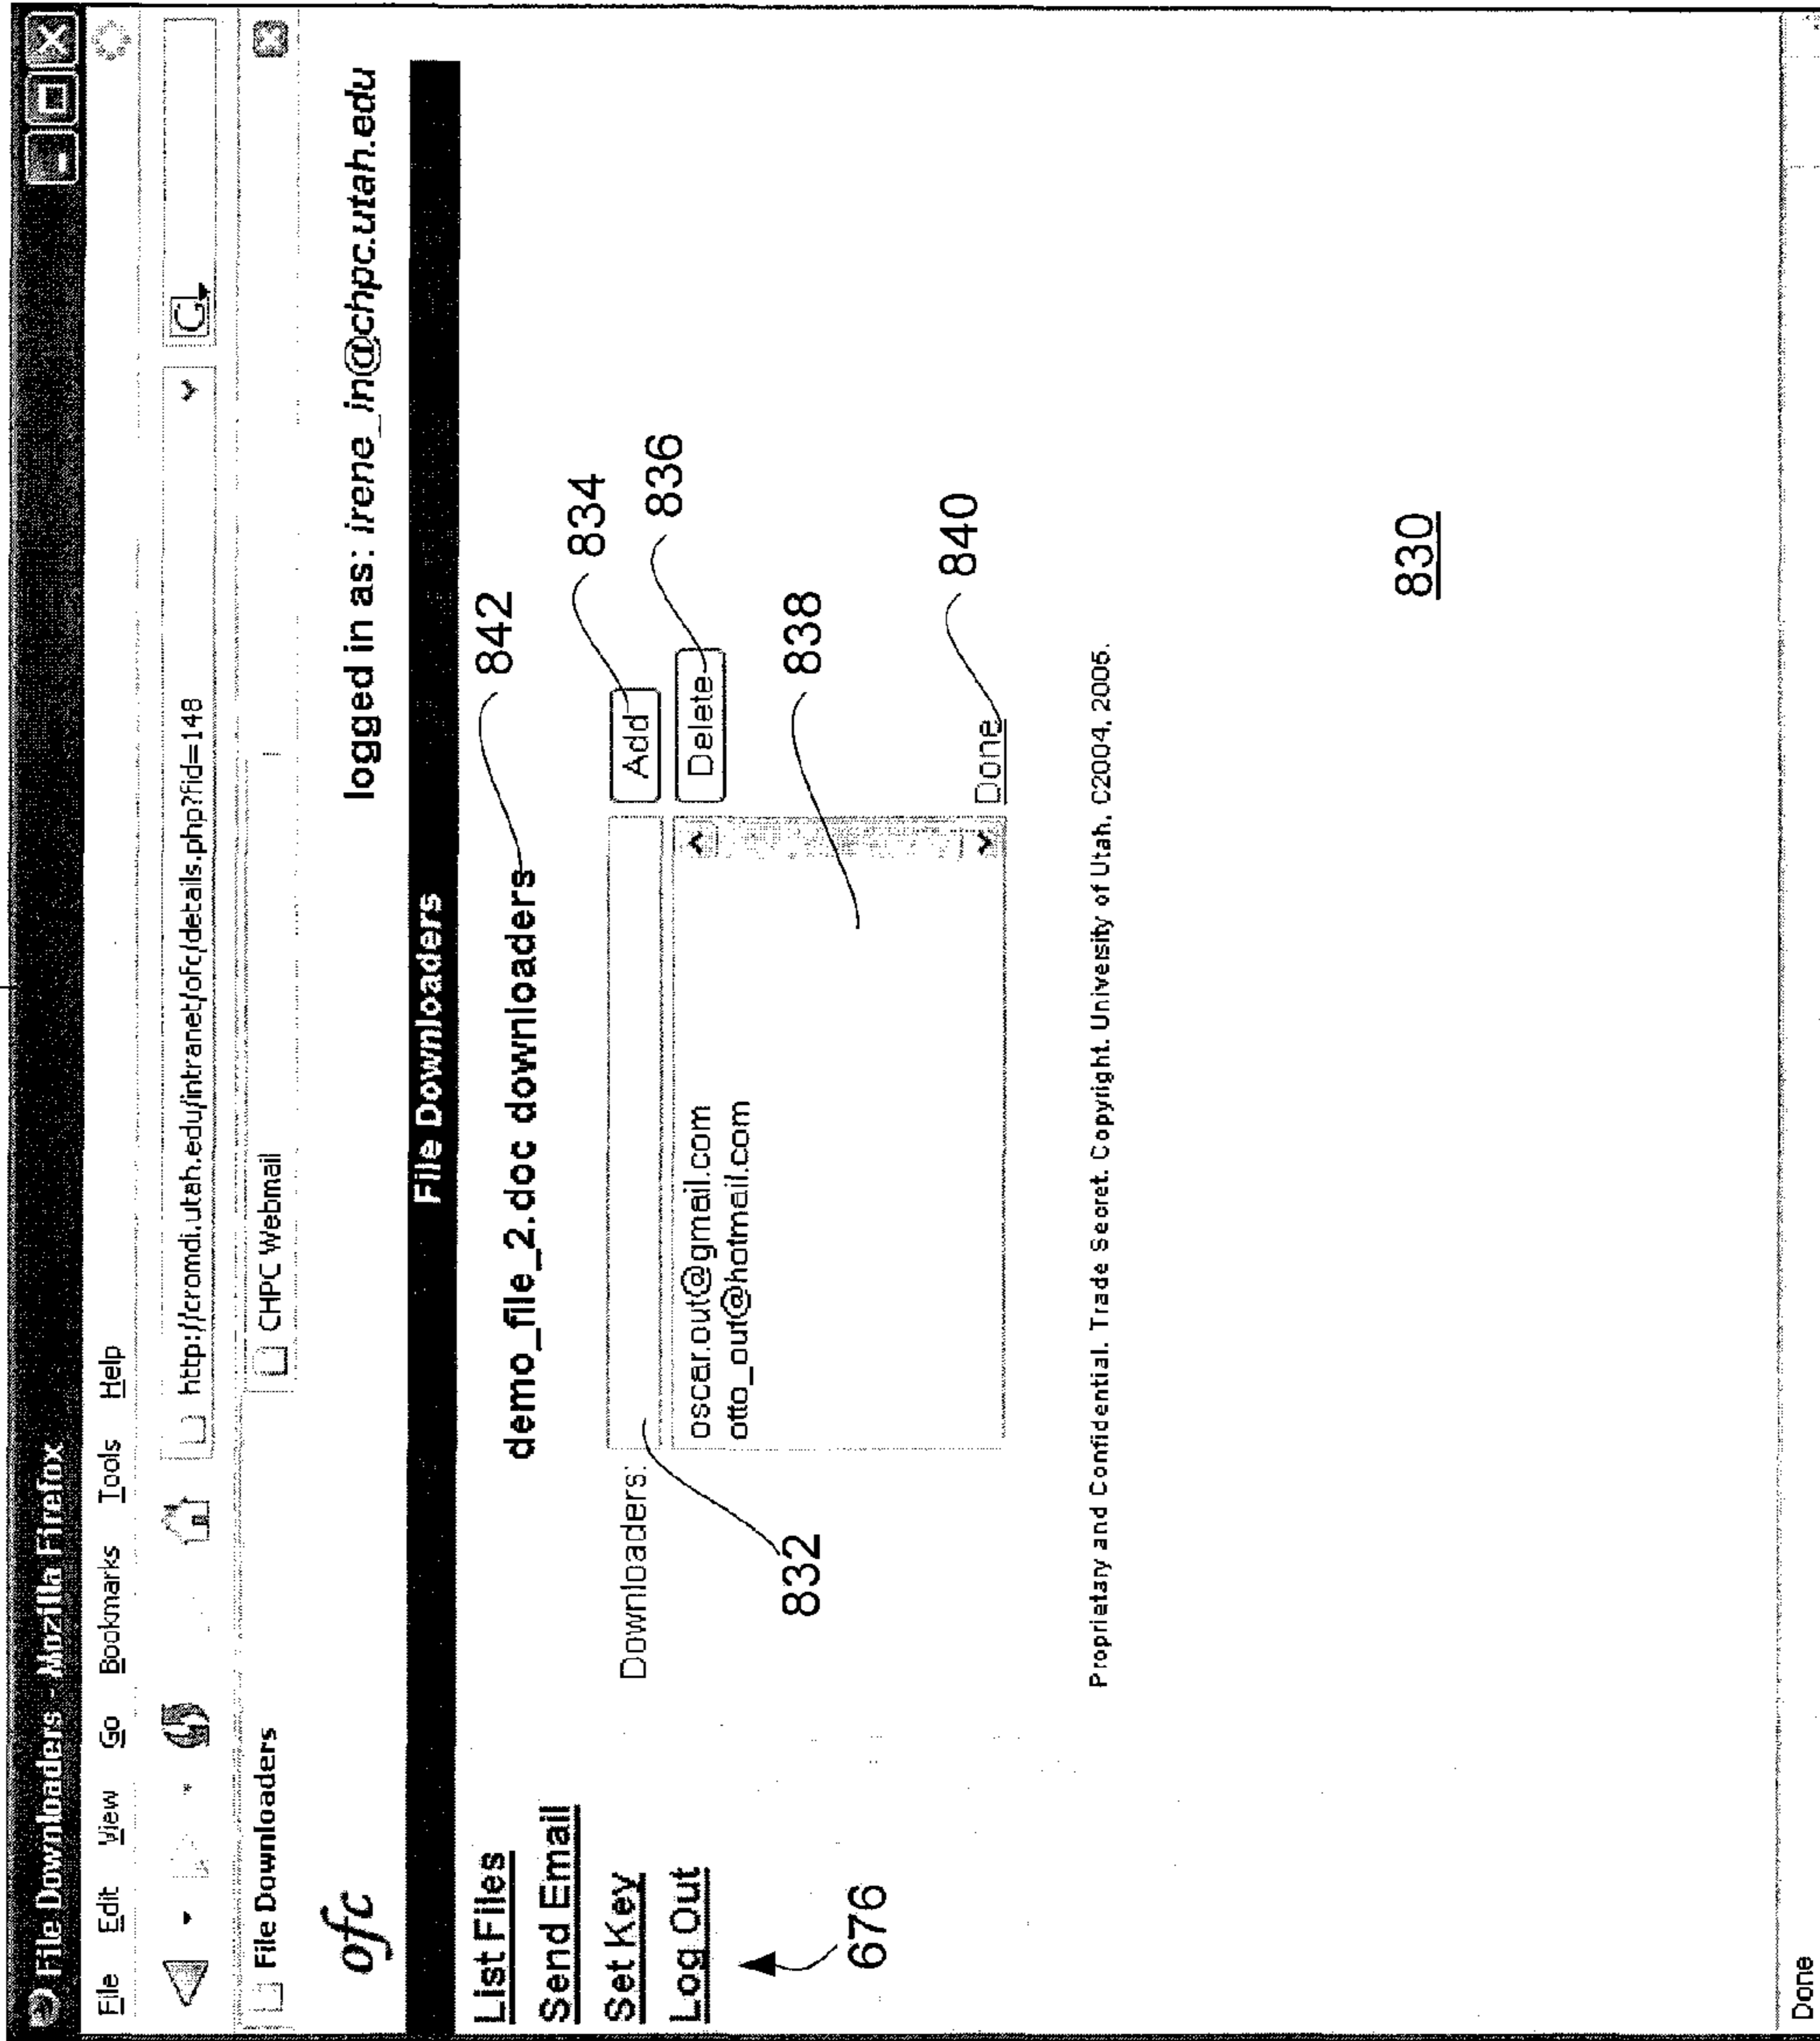 File Downloaders - Mozilla Firefox
File Edit View Go Bookmarks Tools Help
http://cromdi.utah.edu/intranet/ofc/details.php?fid=148
G
File Downloaders
CHPC Webmail
ofc
logged in as: irene_in@chpc.utah.edu
File Downloaders
List Files
Send Email
Set Key
Log Out
676
demo_file_2.doc downloaders
842
Downloaders:
832
Add
834
Delete
836
oscar.out@gmail.com
otto_out@hotmail.com
838
Done
840
Proprietary and Confidential. Trade Secret. Copyright. University of Utah. C2004, 2005.
830
Done